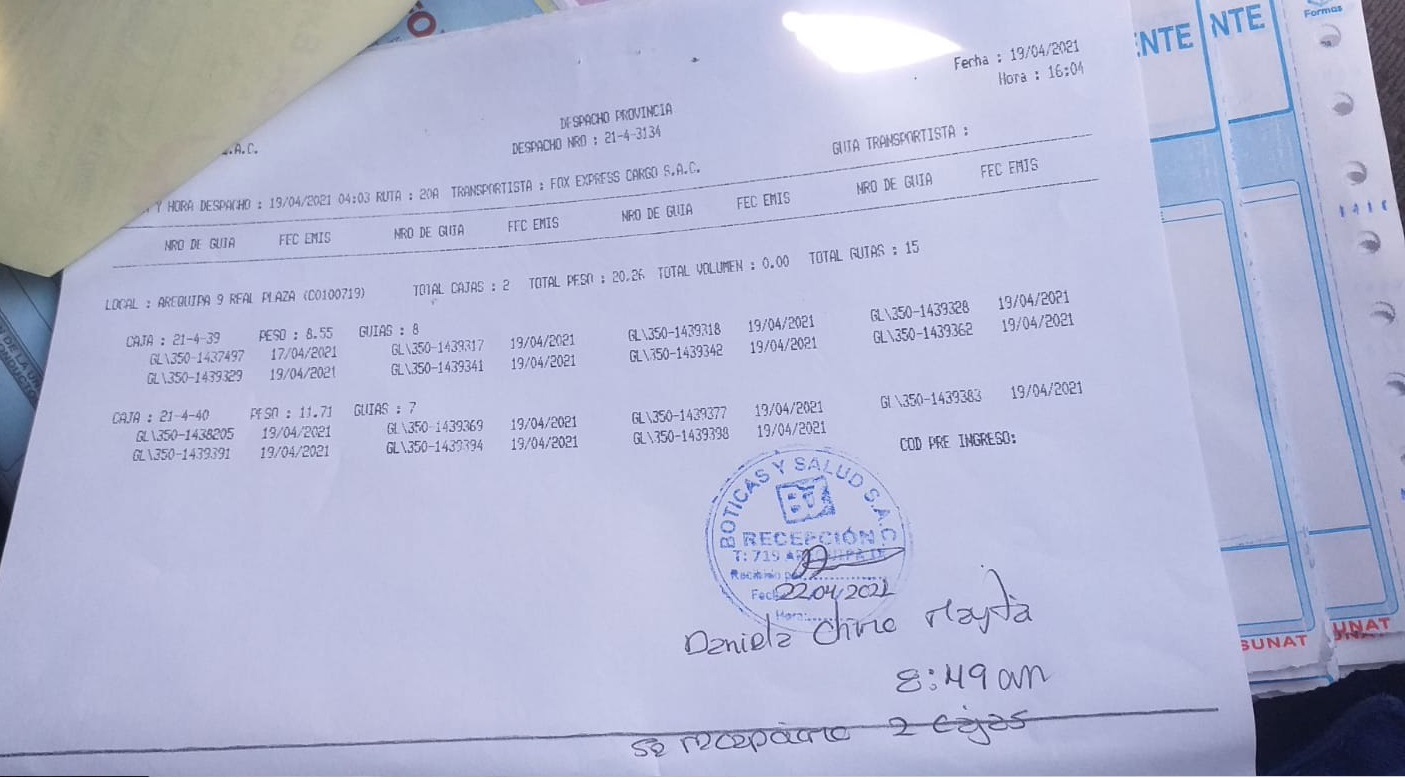 Fecha : 19/04/2021
Hora : 16:04
.A.C.
DESPACHO PROVINCIA
DESPACHO NRO : 21-4-3134
GUIA TRANSPORTISTA :
Y HORA DESPACHO : 19/04/2021 04:03 RUTA : 20A TRANSPORTISTA : FOX EXPRESS CARGO S.A.C.
NRO DE GUIA FEC EMIS NRO DE GUIA FEC EMIS NRO DE GUIA FEC EMIS NRO DE GUIA FEC EMIS
LOCAL : AREQUIPA 9 REAL PLAZA (C0100719) TOTAL CAJAS : 2 TOTAL PESO : 20.26 TOTAL VOLUMEN : 0.00 TOTAL GUIAS : 15
CAJA : 21-4-39 PESO : 8.55 GUIAS : 8
GL\350-1437497 17/04/2021 GL\350-1439317 19/04/2021 GL\350-1439318 19/04/2021 GL\350-1439328 19/04/2021
GL\350-1439329 19/04/2021 GL\350-1439341 19/04/2021 GL\350-1439342 19/04/2021 GL\350-1439362 19/04/2021
CAJA : 21-4-40 PESO : 11.71 GUIAS : 7
GL\350-1438205 19/04/2021 GL\350-1439369 19/04/2021 GL\350-1439377 19/04/2021 GL\350-1439383 19/04/2021
GL\350-1439391 19/04/2021 GL\350-1439394 19/04/2021 GL\350-1439398 19/04/2021
COD PRE INGRESO:
BOTICAS Y SALUD S.A.C
RECEPCIÓN
T: 719
22/04/2021
Daniela Chino Mayta
8:49 am
se recepciono 2 cajas
ENTE
NTE
Formas
SUNAT
SUNAT